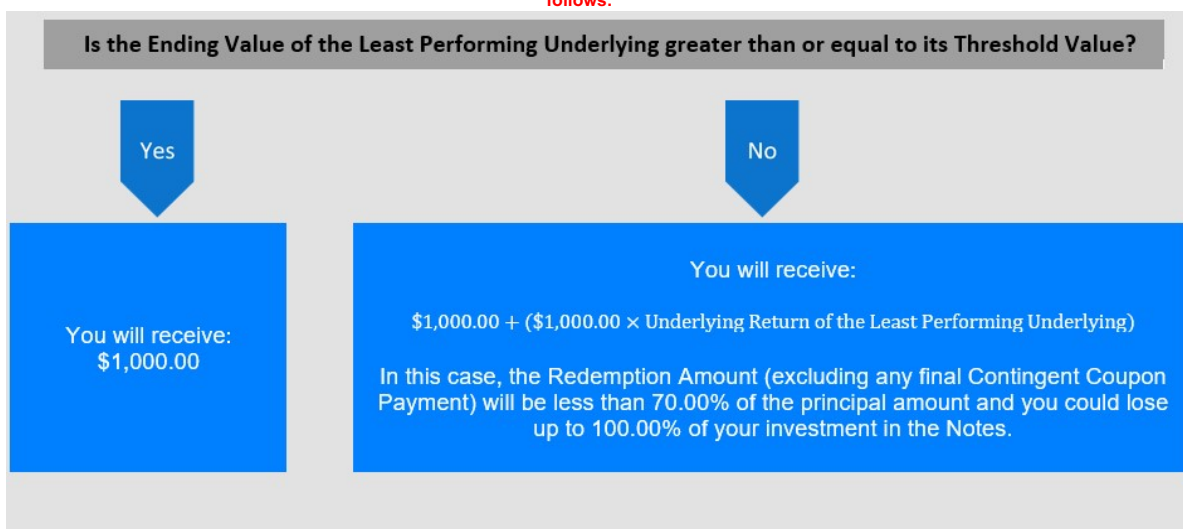 follows:
Is the Ending Value of the Least Performing Underlying greater than or equal to its Threshold Value?
Yes
No
You will receive:
$1,000.00
You will receive:
$1,000.00 + ($1,000.00 × Underlying Return of the Least Performing Underlying)
In this case, the Redemption Amount (excluding any final Contingent Coupon
Payment) will be less than 70.00% of the principal amount and you could lose
up to 100.00% of your investment in the Notes.